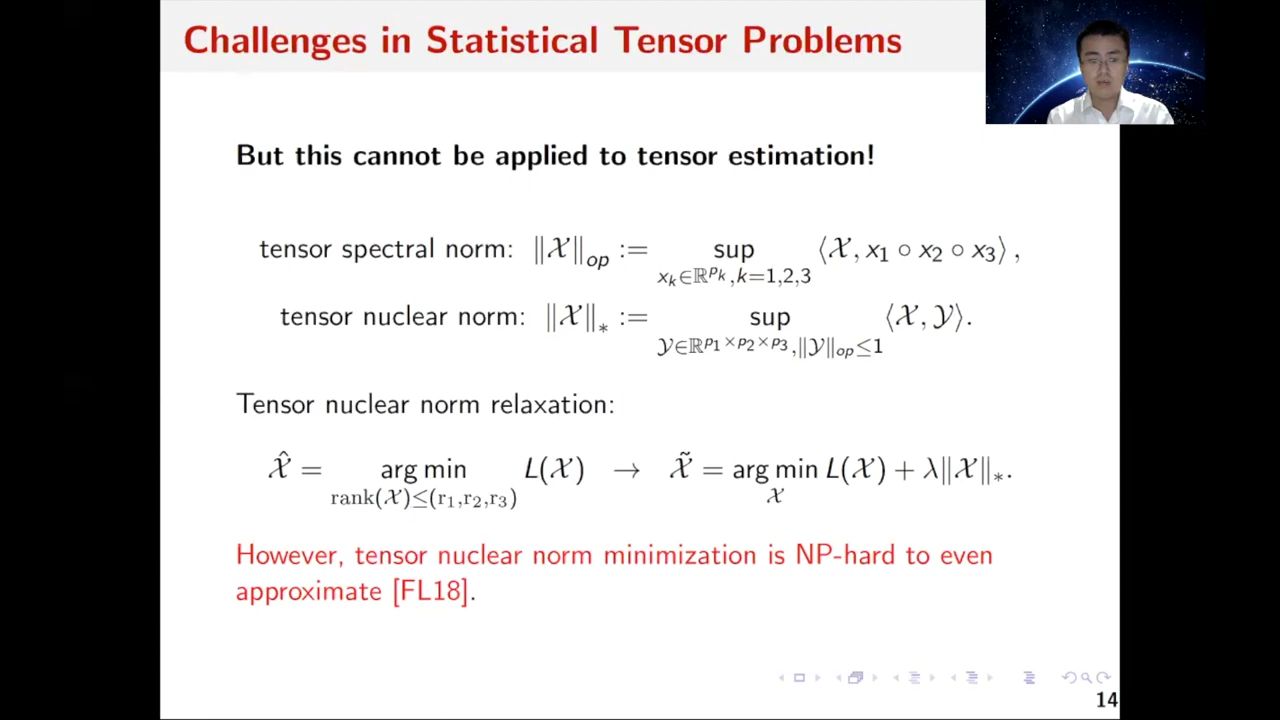 Challenges in Statistical Tensor Problems
But this cannot be applied to tensor estimation!
tensor spectral norm: ‖𝒳‖_op := sup_{x_k∈ℝ^{p_k},k=1,2,3} ⟨𝒳, x_1 ∘ x_2 ∘ x_3⟩ ,
tensor nuclear norm: ‖𝒳‖_* := sup_{𝒴∈ℝ^{p_1×p_2×p_3},‖𝒴‖_op≤1} ⟨𝒳, 𝒴⟩.
Tensor nuclear norm relaxation:
𝒳̂ = arg min_{rank(𝒳)≤(r_1,r_2,r_3)} L(𝒳) → 𝒳̃ = arg min_𝒳 L(𝒳) + λ‖𝒳‖_*.
However, tensor nuclear norm minimization is NP-hard to even
approximate [FL18].
14